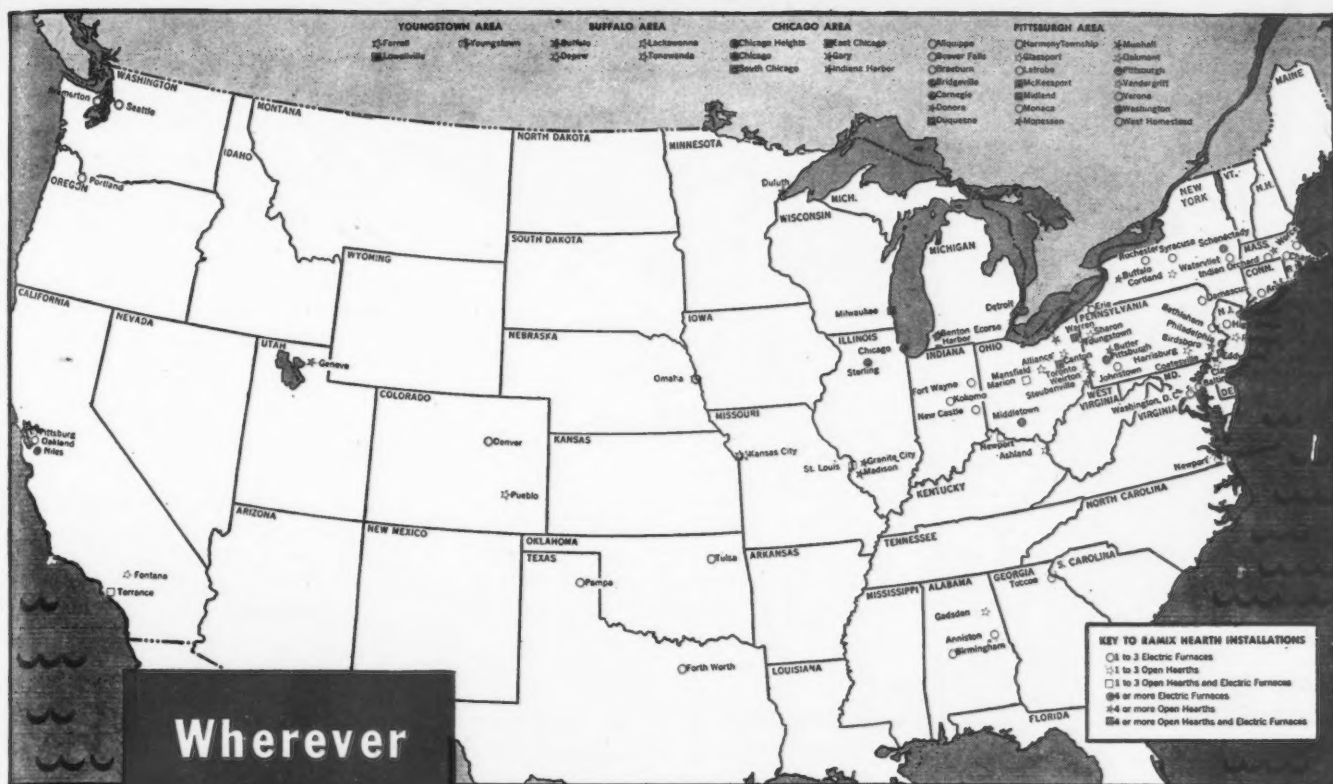 YOUNGSTOWN AREA
Farrell
Youngstown
Lowellville
BUFFALO AREA
Buffalo
Lackawanna
Depew
Tonawanda
CHICAGO AREA
Chicago Heights
East Chicago
Chicago
Gary
South Chicago
Indiana Harbor
PITTSBURGH AREA
Aliquippa
Harmony Township
Munhall
Beaver Falls
Glassport
Oakmont
Braeburn
Latrobe
Pittsburgh
Bridgeville
McKeesport
Vandergrift
Carnegie
Midland
Verona
Donora
Monaca
Washington
Duquesne
Monessen
West Homestead
WASHINGTON
Bremerton
Seattle
MONTANA
NORTH DAKOTA
MINNESOTA
MAINE
IDAHO
OREGON
Portland
Duluth
MICH.
WISCONSIN
NEW YORK
VT.
N.H.
SOUTH DAKOTA
MICHIGAN
WYOMING
Rochester
Syracuse
Schenectady
MASS.
Buffalo
Cortland
Watervliet
Indian Orchard
CONN.
CALIFORNIA
NEVADA
Milwaukee
Detroit
Erie
Damascus
PENNSYLVANIA
IOWA
NEBRASKA
UTAH
Geneva
Benton Harbor
Ecorse
Warren
Sharon
Youngstown
Bethlehem
N.J.
ILLINOIS
Chicago
Sterling
INDIANA
OHIO
Alliance
Canton
Butler
Philadelphia
Birdsboro
Mansfield
Toronto
Pittsburgh
Harrisburg
Marion
Weirton
Coatesville
Steubenville
Johnstown
Omaha
COLORADO
Fort Wayne
Kokomo
New Castle
WEST VIRGINIA
MD.
Washington, D.C.
VIRGINIA
MISSOURI
Denver
KANSAS
Middletown
Pittsburg
Oakland
Niles
Kansas City
St. Louis
Granite City
Madison
Newport
Ashland
Newport
Pueblo
KENTUCKY
ARIZONA
NEW MEXICO
OKLAHOMA
NORTH CAROLINA
TENNESSEE
TEXAS
Tulsa
ARKANSAS
S. CAROLINA
Fontana
Torrance
Pampa
MISSISSIPPI
ALABAMA
GEORGIA
Toccoa
Gadsden
Anniston
Birmingham
Forth Worth
LOUISIANA
FLORIDA
KEY TO RAMIX HEARTH INSTALLATIONS
1 to 3 Electric Furnaces
1 to 3 Open Hearths
1 to 3 Open Hearths and Electric Furnaces
4 or more Electric Furnaces
4 or more Open Hearths
4 or more Open Hearths and Electric Furnaces
Wherever